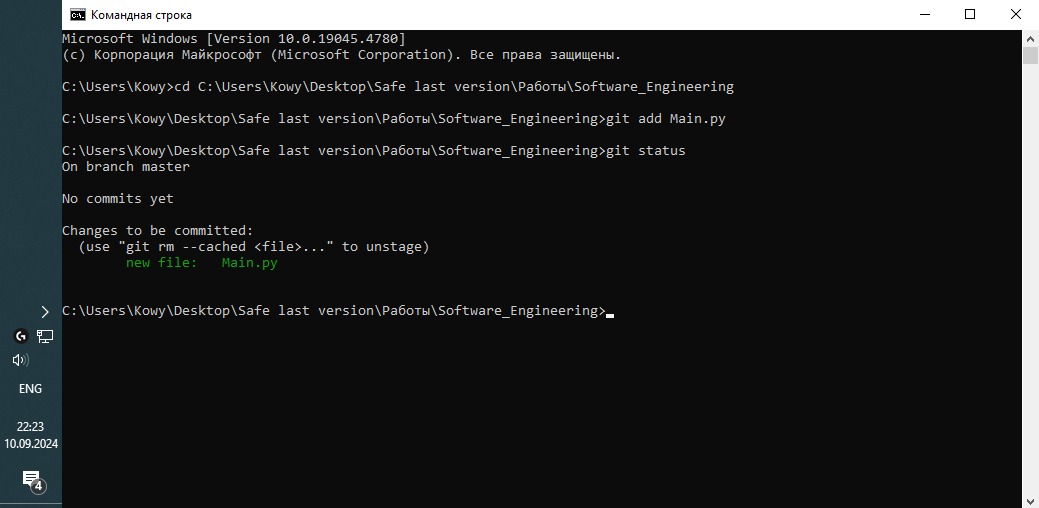 Командная строка
Microsoft Windows [Version 10.0.19045.4780]
(c) Корпорация Майкрософт (Microsoft Corporation). Все права защищены.
C:\Users\Kowy>cd C:\Users\Kowy\Desktop\Safe last version\Работы\Software_Engineering
C:\Users\Kowy\Desktop\Safe last version\Работы\Software_Engineering>git add Main.py
C:\Users\Kowy\Desktop\Safe last version\Работы\Software_Engineering>git status
On branch master
No commits yet
Changes to be committed:
(use "git rm --cached <file>..." to unstage)
new file:   Main.py
C:\Users\Kowy\Desktop\Safe last version\Работы\Software_Engineering>
ENG
22:23
10.09.2024
4